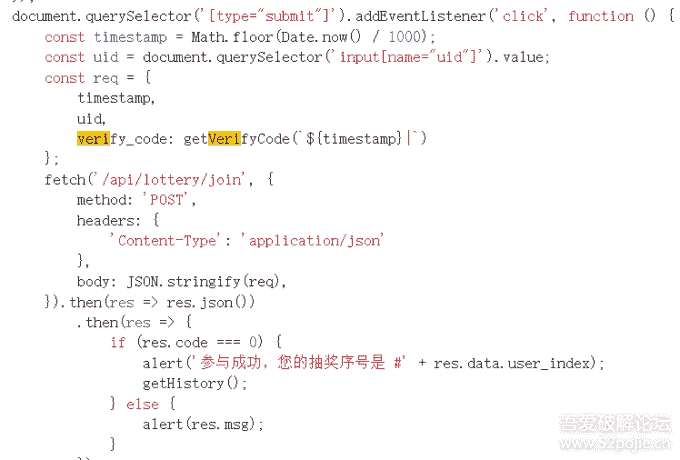 document.querySelector('[type="submit"]').addEventListener('click', function () {
    const timestamp = Math.floor(Date.now() / 1000);
    const uid = document.querySelector('input[name="uid"]').value;
    const req = {
        timestamp,
        uid,
        verify_code: getVerifyCode(`${timestamp}|`)
    };
    fetch('/api/lottery/join', {
        method: 'POST',
        headers: {
            'Content-Type': 'application/json'
        },
        body: JSON.stringify(req),
    }).then(res => res.json())
        .then(res => {
            if (res.code === 0) {
                alert('参与成功，您的抽奖序号是 #' + res.data.user_index);
                getHistory();
            } else {
                alert(res.msg);
            }
吾爱破解论坛
www.52pojie.cn